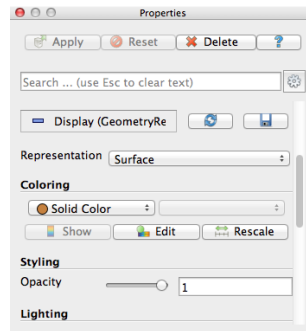 Properties
Apply Reset Delete ?
Search ... (use Esc to clear text)
Display (GeometryRe
Representation Surface
Coloring
Solid Color
Show Edit Rescale
Styling
Opacity 1
Lighting